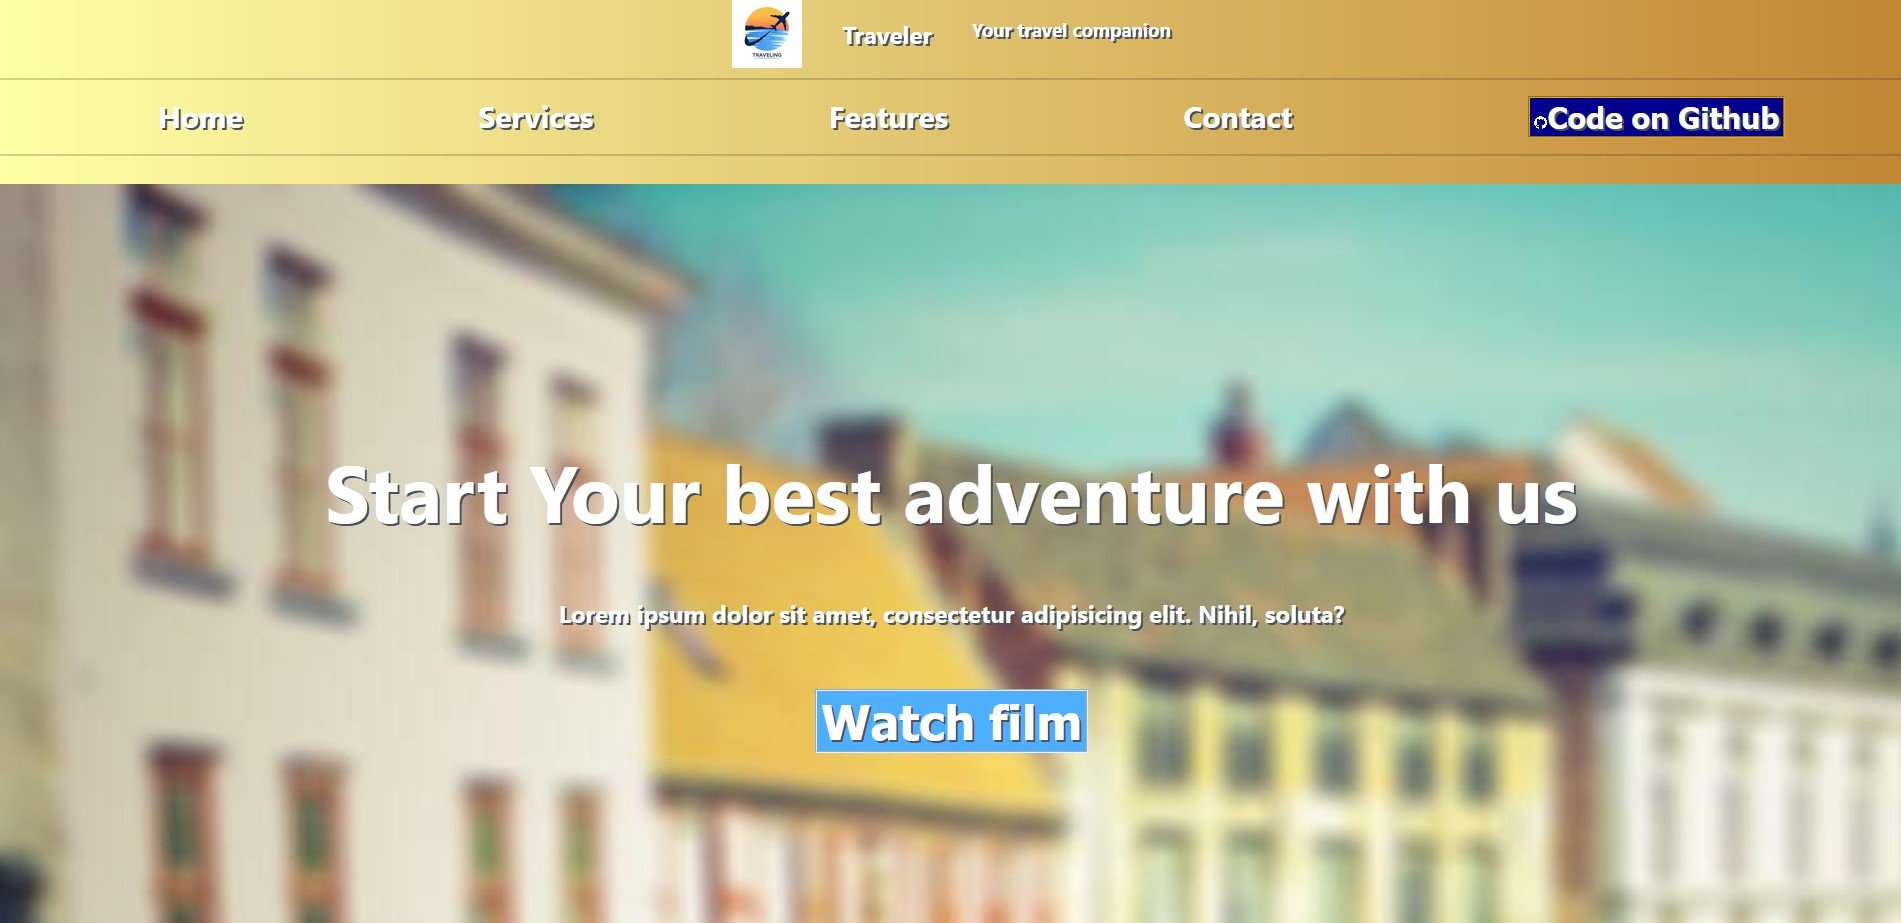 TRAVELING
Traveler
Your travel companion
Home Services Features Contact Code on Github
Start Your best adventure with us
Lorem ipsum dolor sit amet, consectetur adipisicing elit. Nihil, soluta?
Watch film